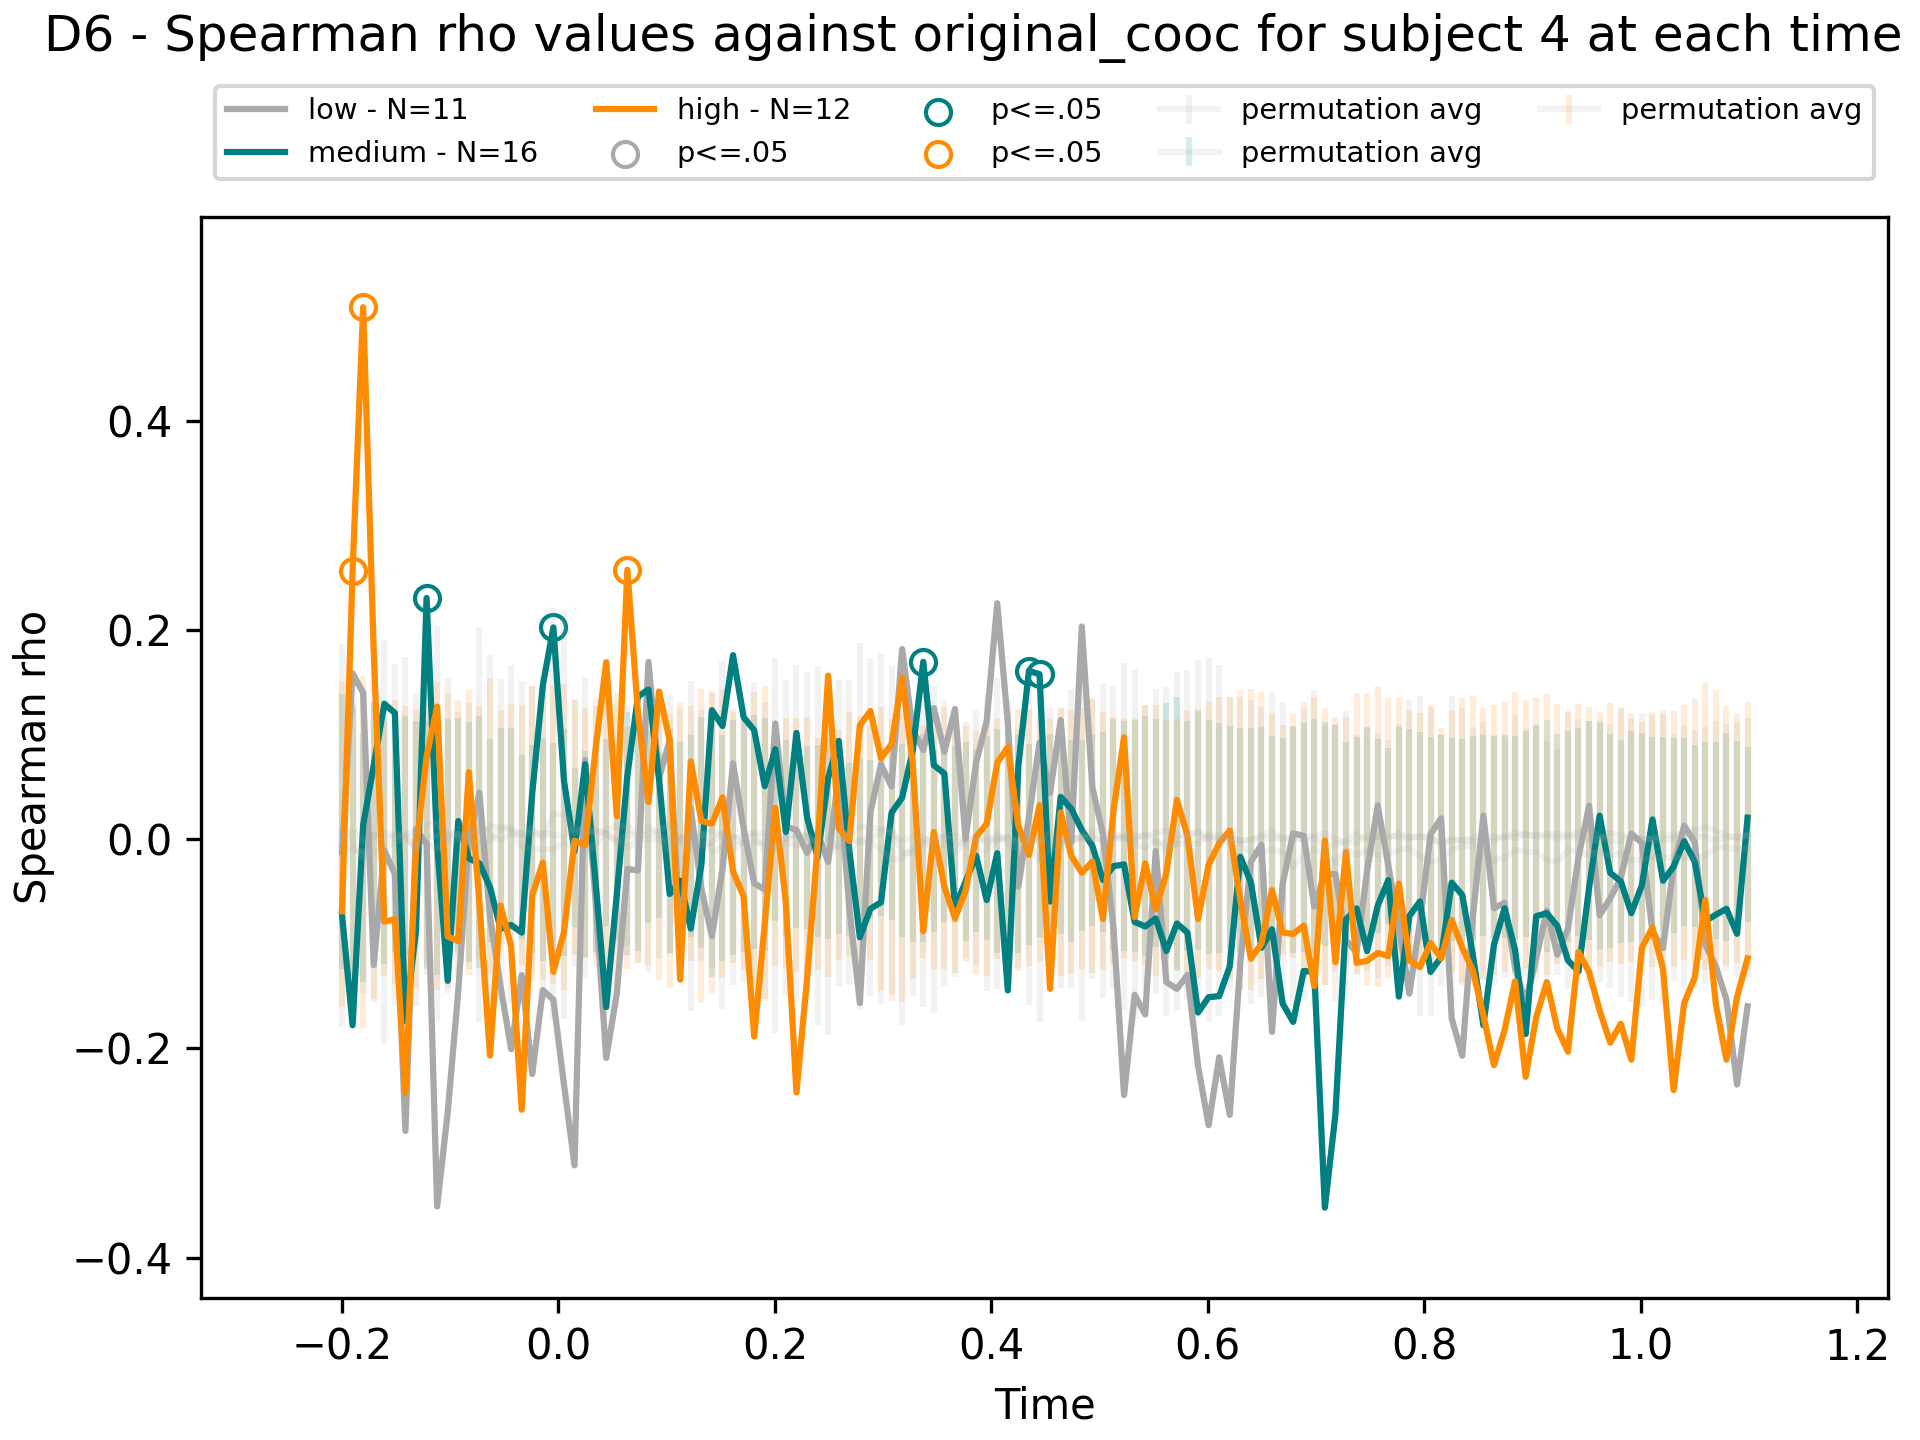 D6 - Spearman rho values against original_cooc for subject 4 at each time
low - N=11 high - N=12 p<=.05 permutation avg permutation avg
medium - N=16 p<=.05 p<=.05 permutation avg
0.4
0.2
0.0
−0.2
−0.4
Spearman rho
−0.2 0.0 0.2 0.4 0.6 0.8 1.0 1.2
Time